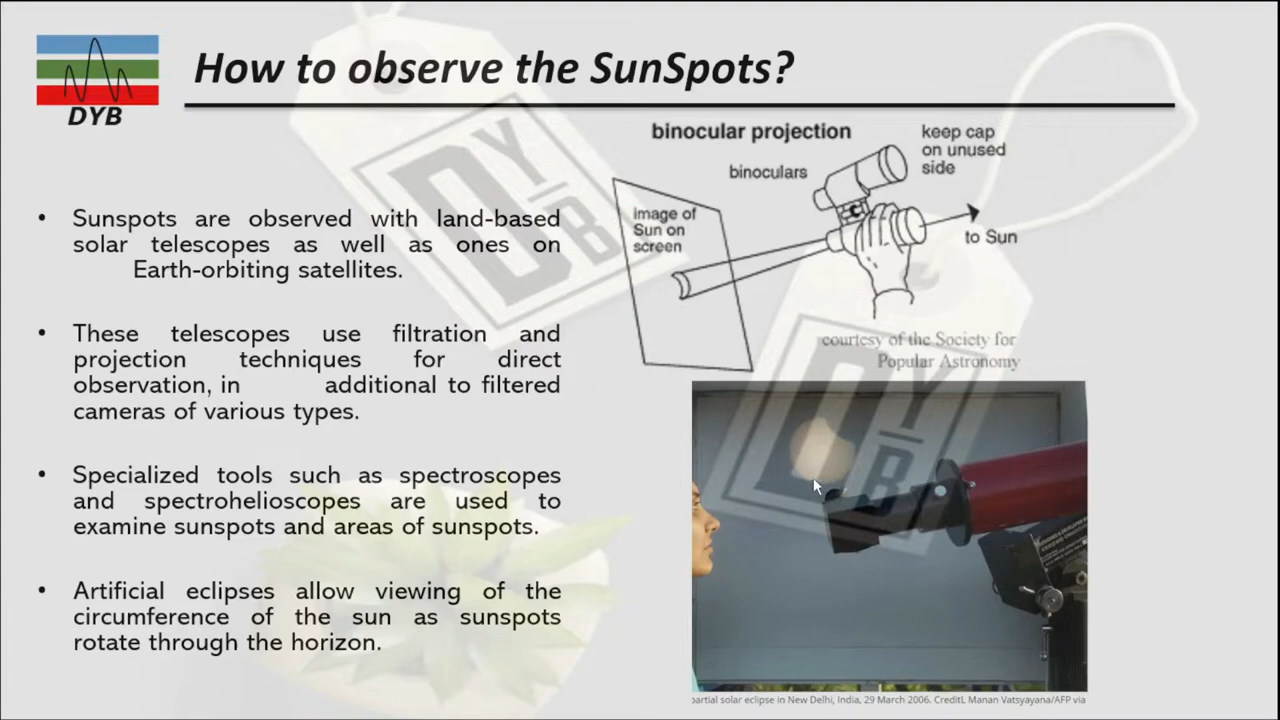 How to observe the SunSpots?
DYB
Sunspots are observed with land-based
solar telescopes as well as ones on
Earth-orbiting satellites.
These telescopes use filtration and
projection techniques for direct
observation, in additional to filtered
cameras of various types.
Specialized tools such as spectroscopes
and spectrohelioscopes are used to
examine sunspots and areas of sunspots.
Artificial eclipses allow viewing of the
circumference of the sun as sunspots
rotate through the horizon.
binocular projection
binoculars
keep cap
on unused
side
image of
Sun on
screen
to Sun
courtesy of the Society for
Popular Astronomy
DYB
DYB
partial solar eclipse in New Delhi, India, 29 March 2006. CreditL Manan Vatsyayana/AFP via